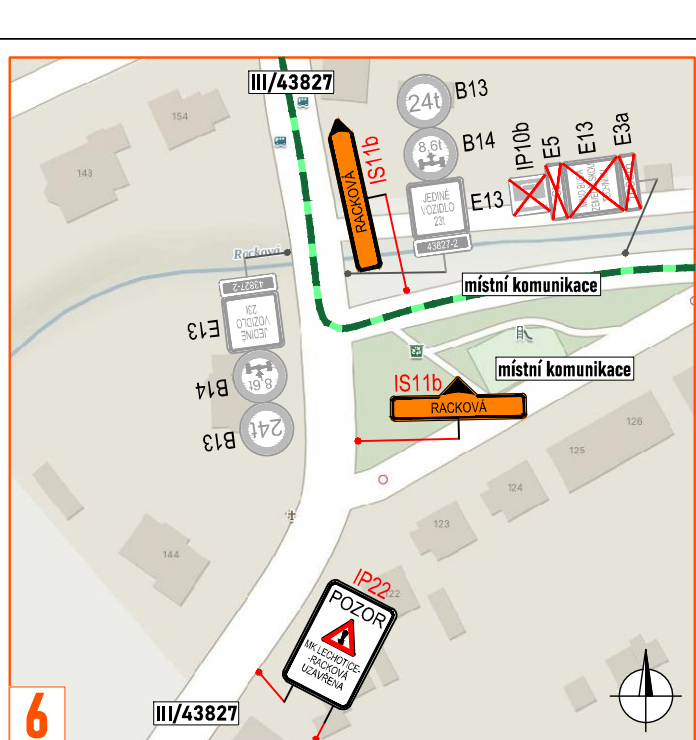 III/43827
24t
B13
8.6t
B14
JEDINÉ
VOZIDLO
23t
E13
43827-2
RACKOVÁ
IS11b
IP10b
E5
E13
E3a
154
143
Racková
43827-2
JEDINÉ
VOZIDLO
23t
E13
8.6t
B14
24t
B13
místní komunikace
místní komunikace
IS11b
RACKOVÁ
126
125
124
123
122
144
IP22
POZOR
MK LECHOTICE-
-RACKOVÁ
UZAVŘENA
III/43827
6